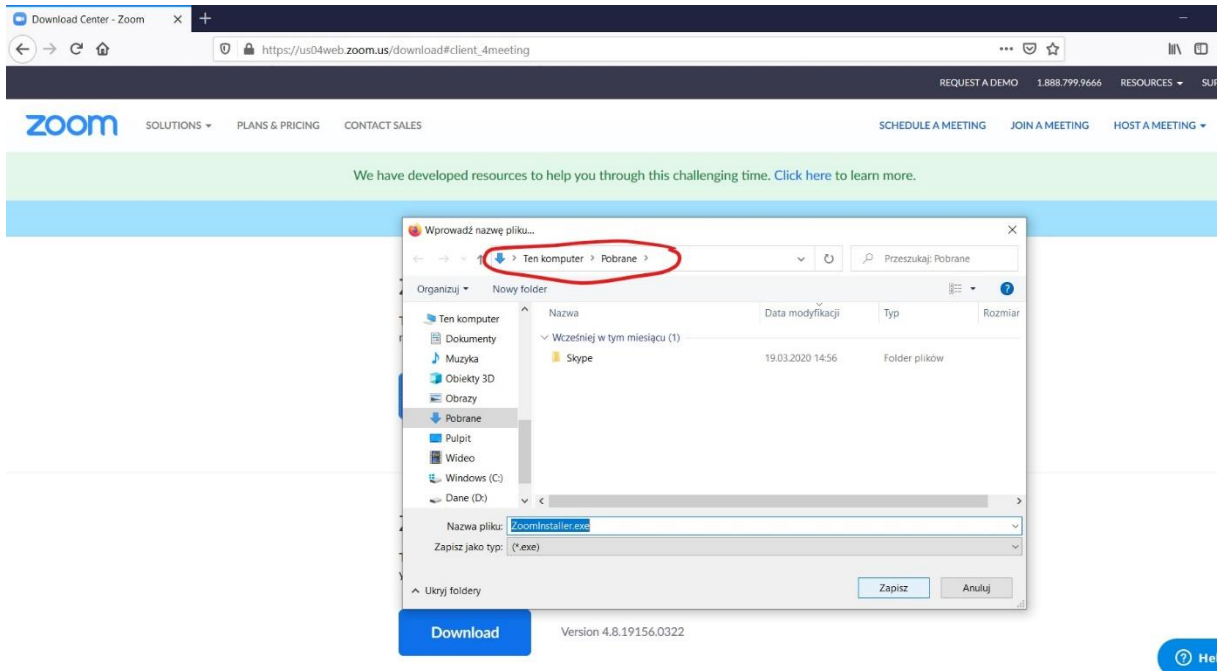 Download Center - Zoom
https://us04web.zoom.us/download#client_4meeting
REQUEST A DEMO 1.888.799.9666 RESOURCES
zoom SOLUTIONS PLANS & PRICING CONTACT SALES SCHEDULE A MEETING JOIN A MEETING HOST A MEETING
We have developed resources to help you through this challenging time. Click here to learn more.
Wprowadź nazwę pliku...
Ten komputer > Pobrane > Przeszukaj: Pobrane
Organizuj Nowy folder
Nazwa Data modyfikacji Typ Rozmiar
Ten komputer
Wcześniej w tym miesiącu (1)
Dokumenty
Muzyka
Skype 19.03.2020 14:56 Folder plików
Obiekty 3D
Obrazy
Pobrane
Pulpit
Wideo
Windows (C:)
Dane (D:)
Nazwa pliku: ZoomInstaller.exe
Zapisz jako typ: (*.exe)
Ukryj foldery Zapisz Anuluj
Download Version 4.8.19156.0322